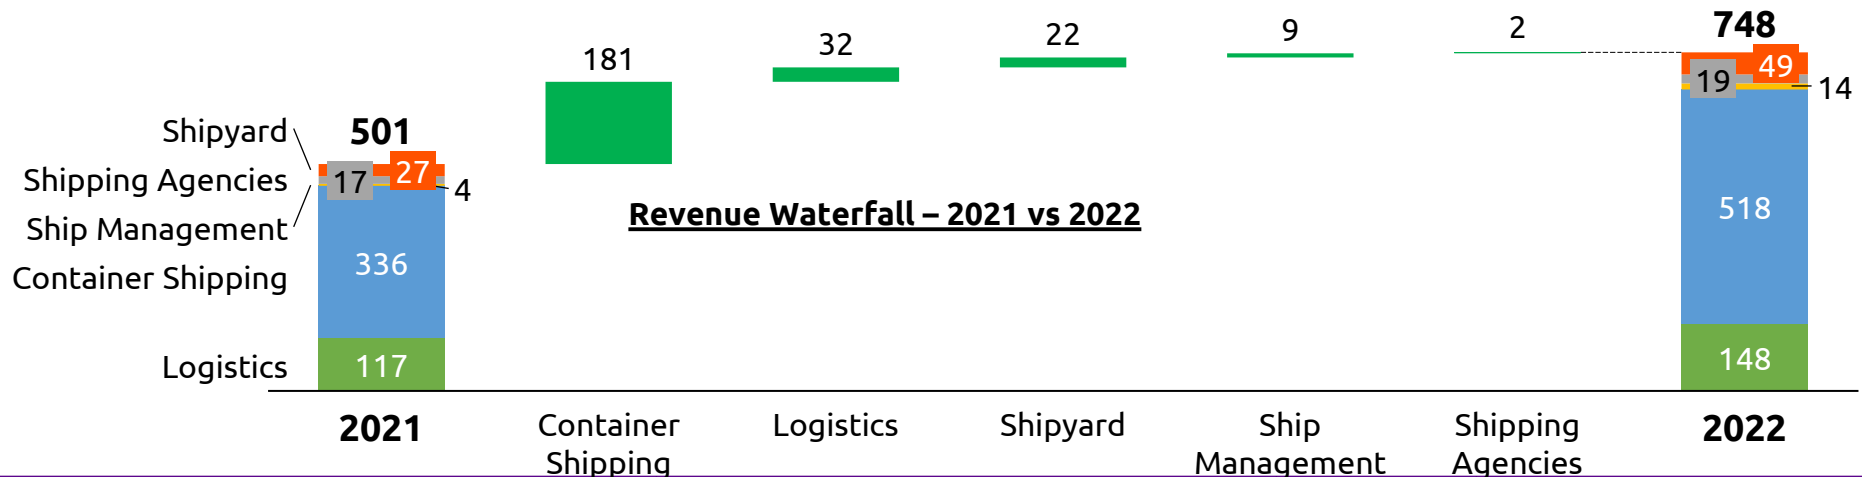 748
2
9
22
32
181
49
19
14
Shipyard
501
Shipping Agencies
17
27
4
Ship Management
Revenue Waterfall – 2021 vs 2022
518
336
Container Shipping
Logistics
117
148
2021
Container
Shipping
Logistics
Shipyard
Ship
Management
Shipping
Agencies
2022